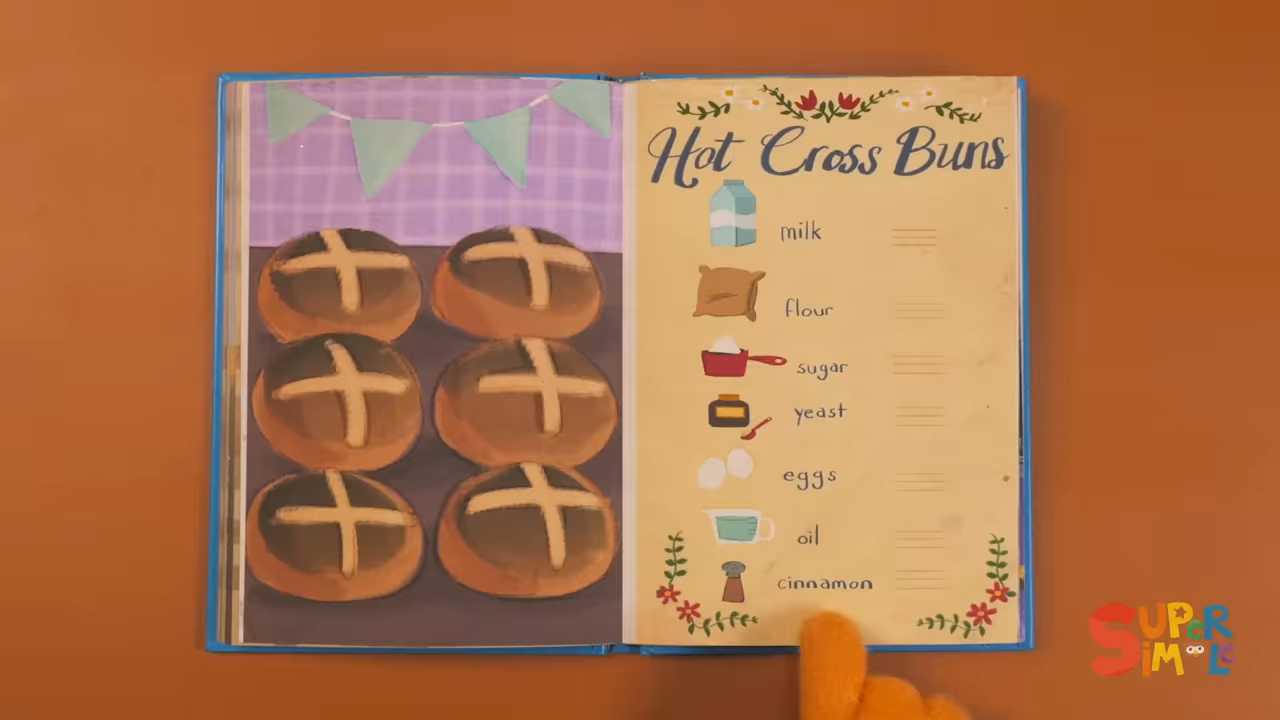 Hot Cross Buns
milk
flour
sugar
yeast
eggs
oil
cinnamon
SUPeR
SiMPLE